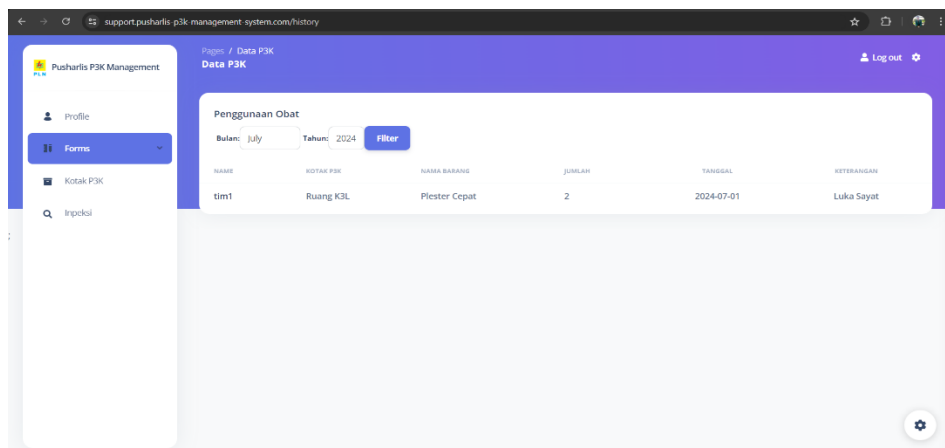 support.pusharlis-p3k-management-system.com/history
Pages / Data P3K
Data P3K
Log out
PLN
Pusharlis P3K Management
Profile
Forms
Kotak P3K
Inpeksi
Penggunaan Obat
Bulan: July Tahun: 2024 Filter
NAME KOTAK P3K NAMA BARANG JUMLAH TANGGAL KETERANGAN
tim1 Ruang K3L Plester Cepat 2 2024-07-01 Luka Sayat
;